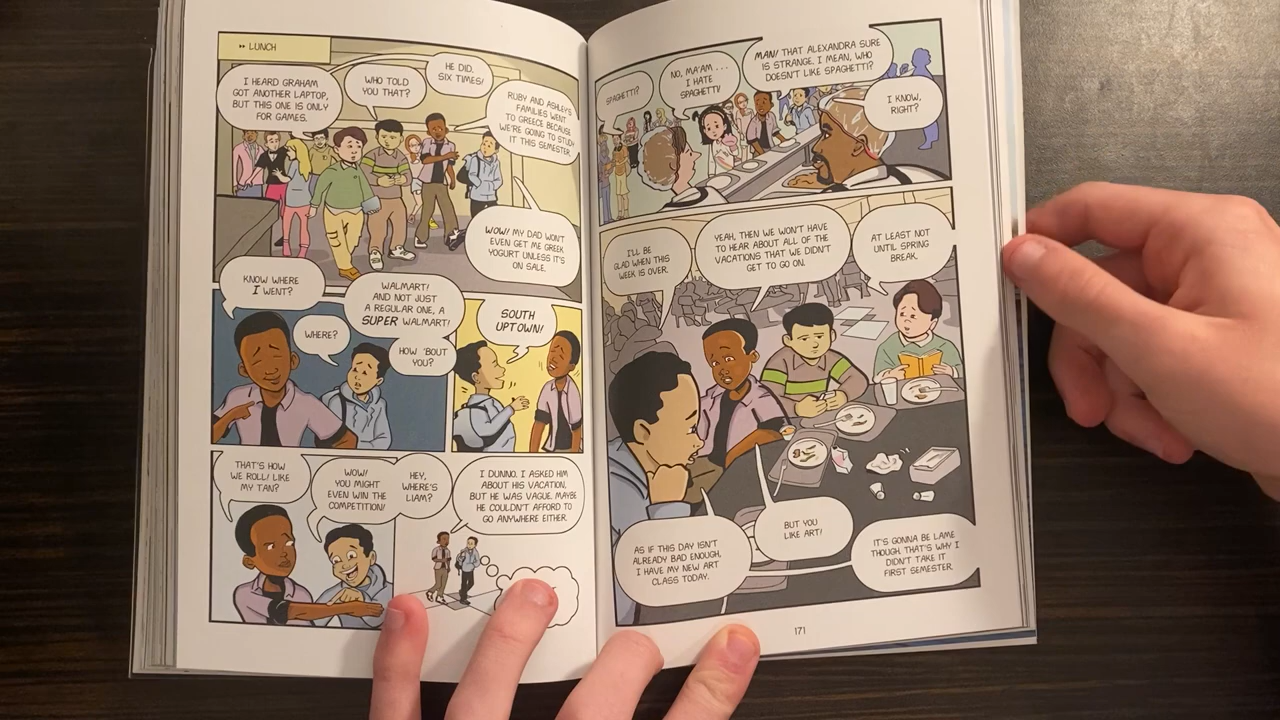 ▸▸ LUNCH
I HEARD GRAHAM
GOT ANOTHER LAPTOP,
BUT THIS ONE IS ONLY
FOR GAMES.
WHO TOLD
YOU THAT?
HE DID.
SIX TIMES!
RUBY AND ASHLEY'S
FAMILIES WENT
TO GREECE BECAUSE
WE'RE GOING TO STUDY
IT THIS SEMESTER.
WOW! MY DAD WON'T
EVEN GET ME GREEK
YOGURT UNLESS IT'S
ON SALE.
KNOW WHERE
I WENT?
WHERE?
WALMART!
AND NOT JUST
A REGULAR ONE, A
SUPER WALMART!
HOW 'BOUT
YOU?
SOUTH
UPTOWN!
THAT'S HOW
WE ROLL! LIKE
MY TAN?
WOW!
YOU MIGHT
EVEN WIN THE
COMPETITION!
HEY,
WHERE'S
LIAM?
I DUNNO. I ASKED HIM
ABOUT HIS VACATION,
BUT HE WAS VAGUE. MAYBE
HE COULDN'T AFFORD TO
GO ANYWHERE EITHER.
SPAGHETTI?
NO, MA'AM . . .
I HATE
SPAGHETTI!
MAN! THAT ALEXANDRA SURE
IS STRANGE. I MEAN, WHO
DOESN'T LIKE SPAGHETTI?
I KNOW,
RIGHT?
I'LL BE
GLAD WHEN THIS
WEEK IS OVER.
YEAH, THEN WE WON'T HAVE
TO HEAR ABOUT ALL OF THE
VACATIONS THAT WE DIDN'T
GET TO GO ON.
AT LEAST NOT
UNTIL SPRING
BREAK.
AS IF THIS DAY ISN'T
ALREADY BAD ENOUGH,
I HAVE MY NEW ART
CLASS TODAY.
BUT YOU
LIKE ART!
IT'S GONNA BE LAME
THOUGH. THAT'S WHY I
DIDN'T TAKE IT
FIRST SEMESTER.
171